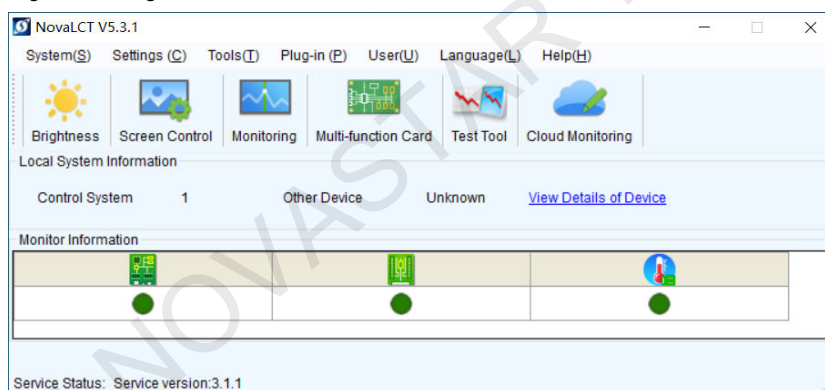 NovaLCT V5.3.1
System(S) Settings (C) Tools(T) Plug-in (P) User(U) Language(L) Help(H)
Brightness Screen Control Monitoring Multi-function Card Test Tool Cloud Monitoring
Local System Information
Control System 1 Other Device Unknown View Details of Device
Monitor Information
Service Status: Service version:3.1.1
NOVASTAR